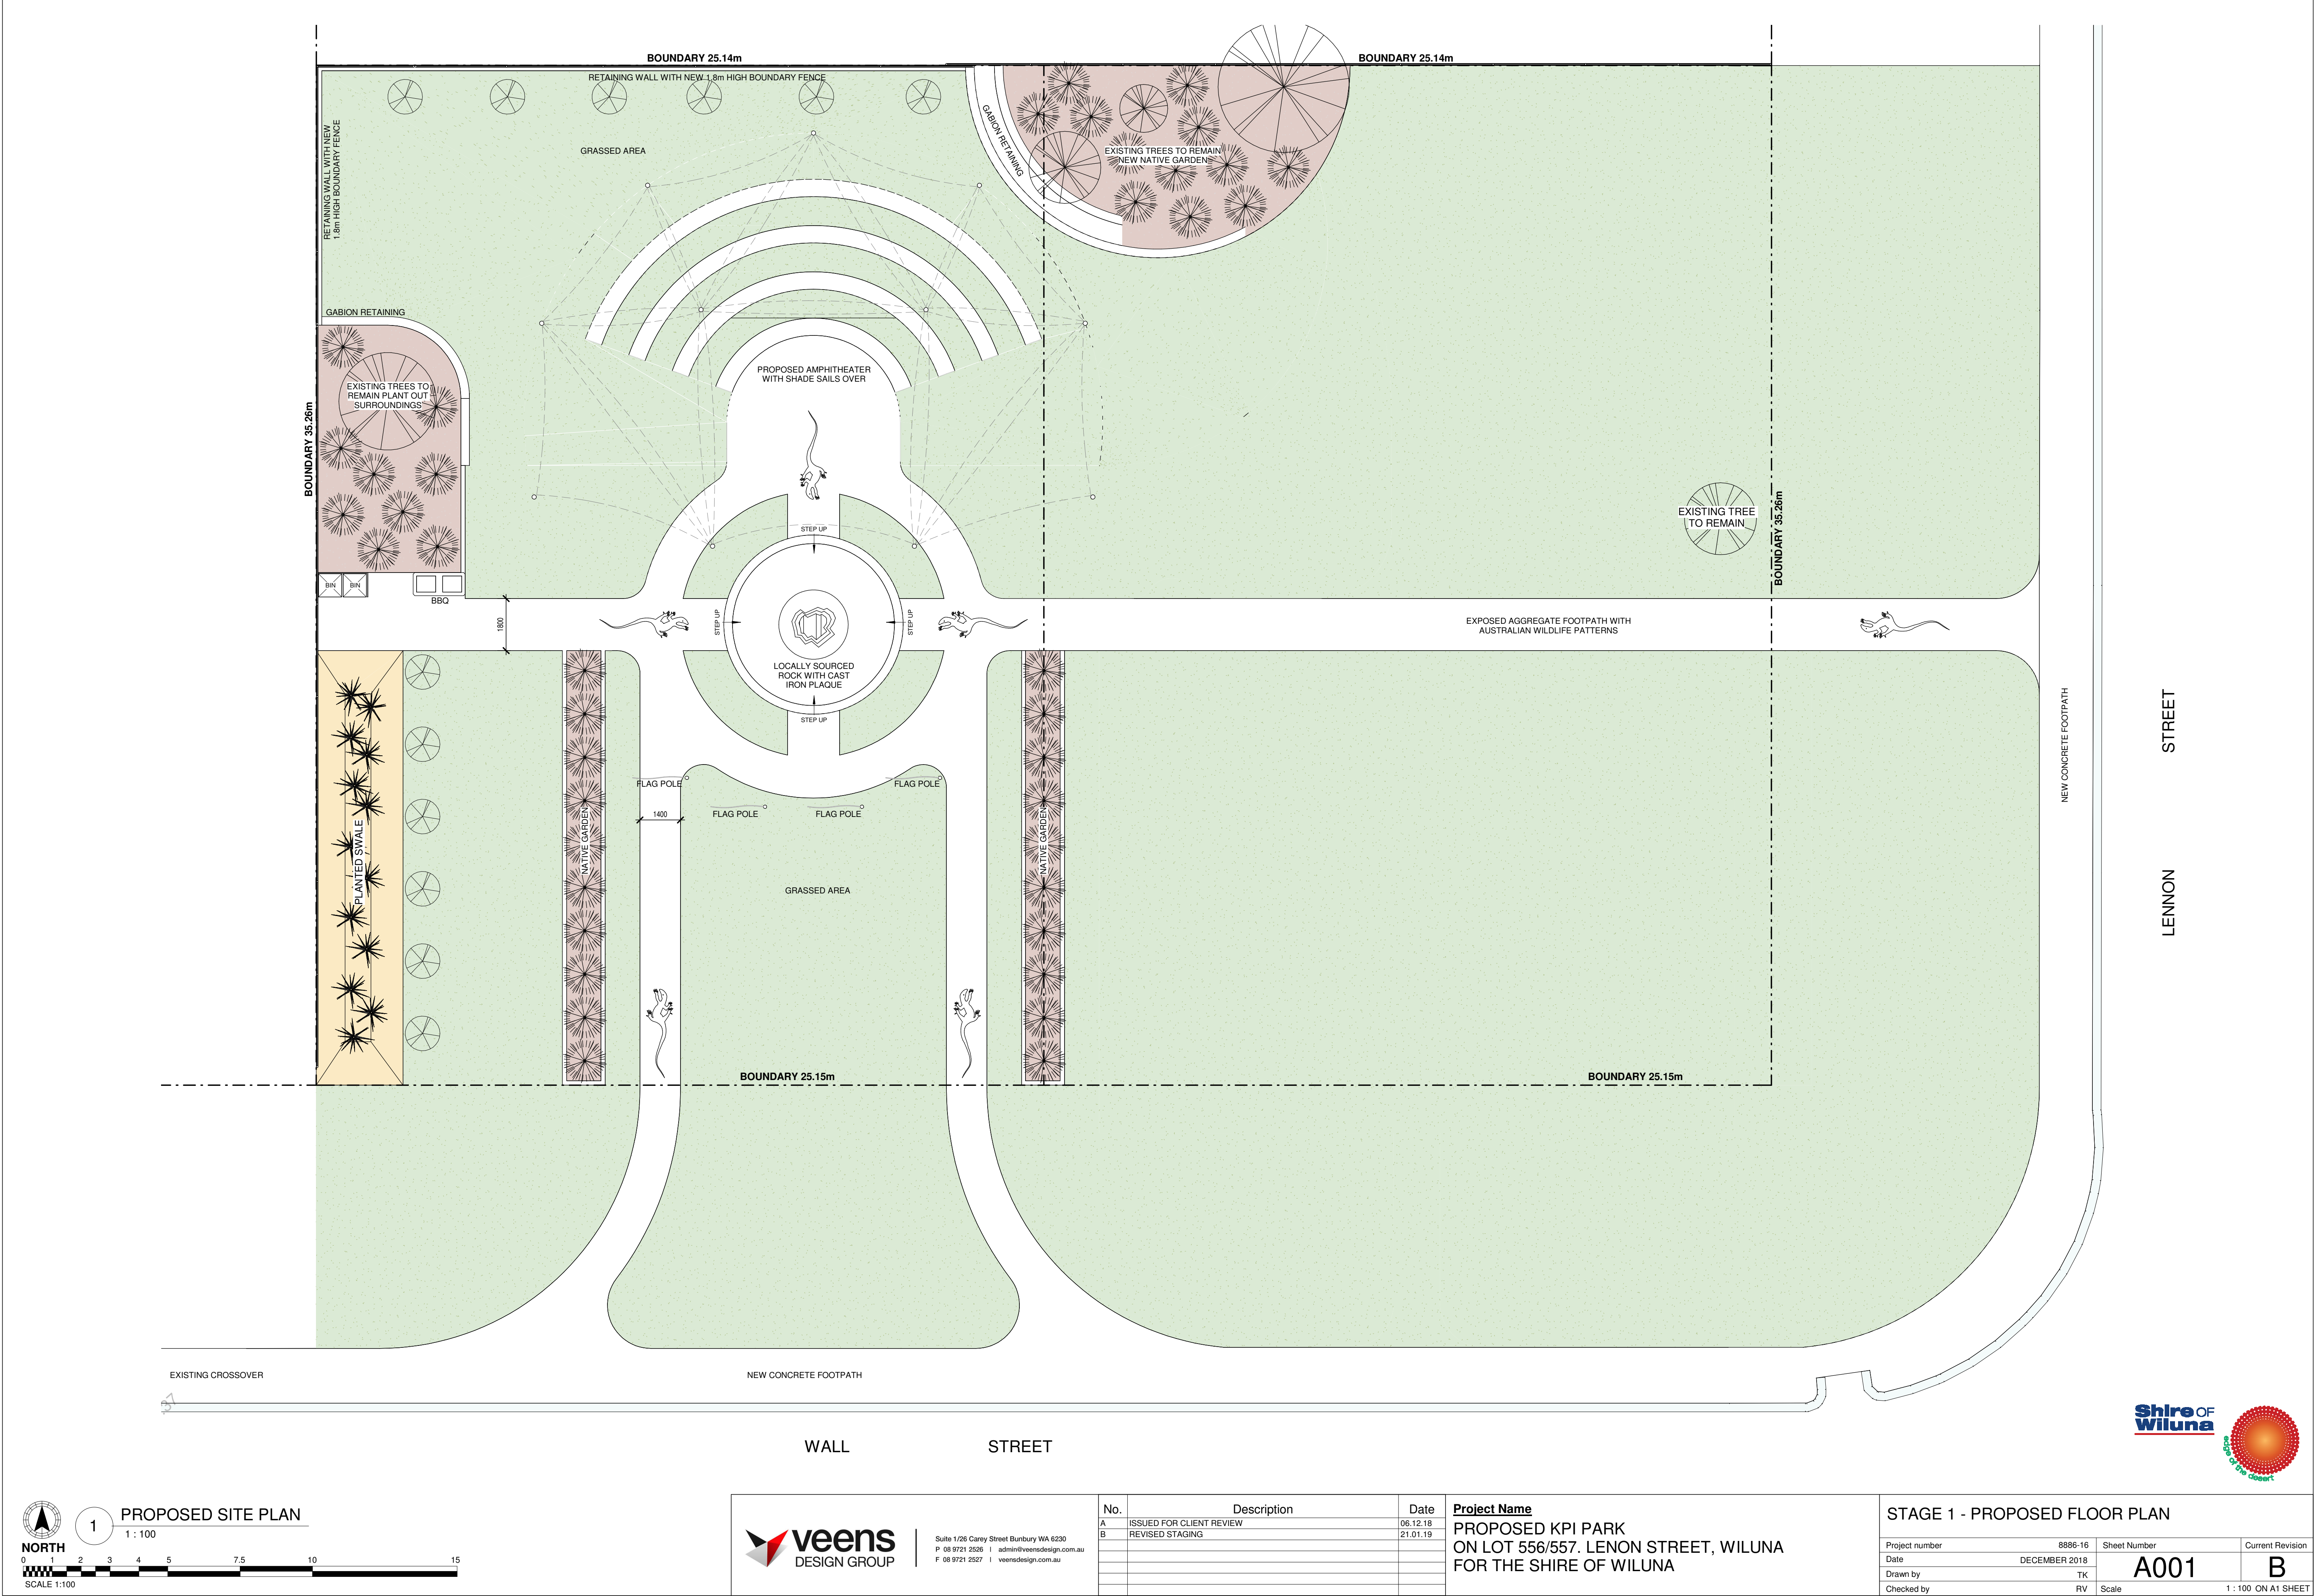 BOUNDARY 25.14m
BOUNDARY 25.14m
RETAINING WALL WITH NEW 1.8m HIGH BOUNDARY FENCE
RETAINING WALL WITH NEW
1.8m HIGH BOUNDARY FENCE
GRASSED AREA
GABION RETAINING
EXISTING TREES TO REMAIN
NEW NATIVE GARDEN
GABION RETAINING
EXISTING TREES TO
REMAIN PLANT OUT
SURROUNDINGS
BOUNDARY 35.26m
PROPOSED AMPHITHEATER
WITH SHADE SAILS OVER
EXISTING TREE
TO REMAIN
BOUNDARY 35.26m
STEP UP
BIN
BIN
BBQ
1800
STEP UP
STEP UP
LOCALLY SOURCED
ROCK WITH CAST
IRON PLAQUE
STEP UP
EXPOSED AGGREGATE FOOTPATH WITH
AUSTRALIAN WILDLIFE PATTERNS
NEW CONCRETE FOOTPATH
LENNON STREET
FLAG POLE
FLAG POLE
FLAG POLE
FLAG POLE
1400
PLANTED SWALE
NATIVE GARDEN
NATIVE GARDEN
GRASSED AREA
BOUNDARY 25.15m
BOUNDARY 25.15m
EXISTING CROSSOVER
NEW CONCRETE FOOTPATH
37
WALL STREET
Shire OF
Wiluna
edge of the desert
1
PROPOSED SITE PLAN
1 : 100
NORTH
0 1 2 3 4 5 7.5 10 15
SCALE 1:100
veens
DESIGN GROUP
Suite 1/26 Carey Street Bunbury WA 6230
P 08 9721 2526 | admin@veensdesign.com.au
F 08 9721 2527 | veensdesign.com.au
No. Description Date
A ISSUED FOR CLIENT REVIEW 06.12.18
B REVISED STAGING 21.01.19
Project Name
PROPOSED KPI PARK
ON LOT 556/557. LENON STREET, WILUNA
FOR THE SHIRE OF WILUNA
STAGE 1 - PROPOSED FLOOR PLAN
Project number 8886-16
Date DECEMBER 2018
Drawn by TK
Checked by RV
Sheet Number
A001
Current Revision
B
Scale 1 : 100 ON A1 SHEET